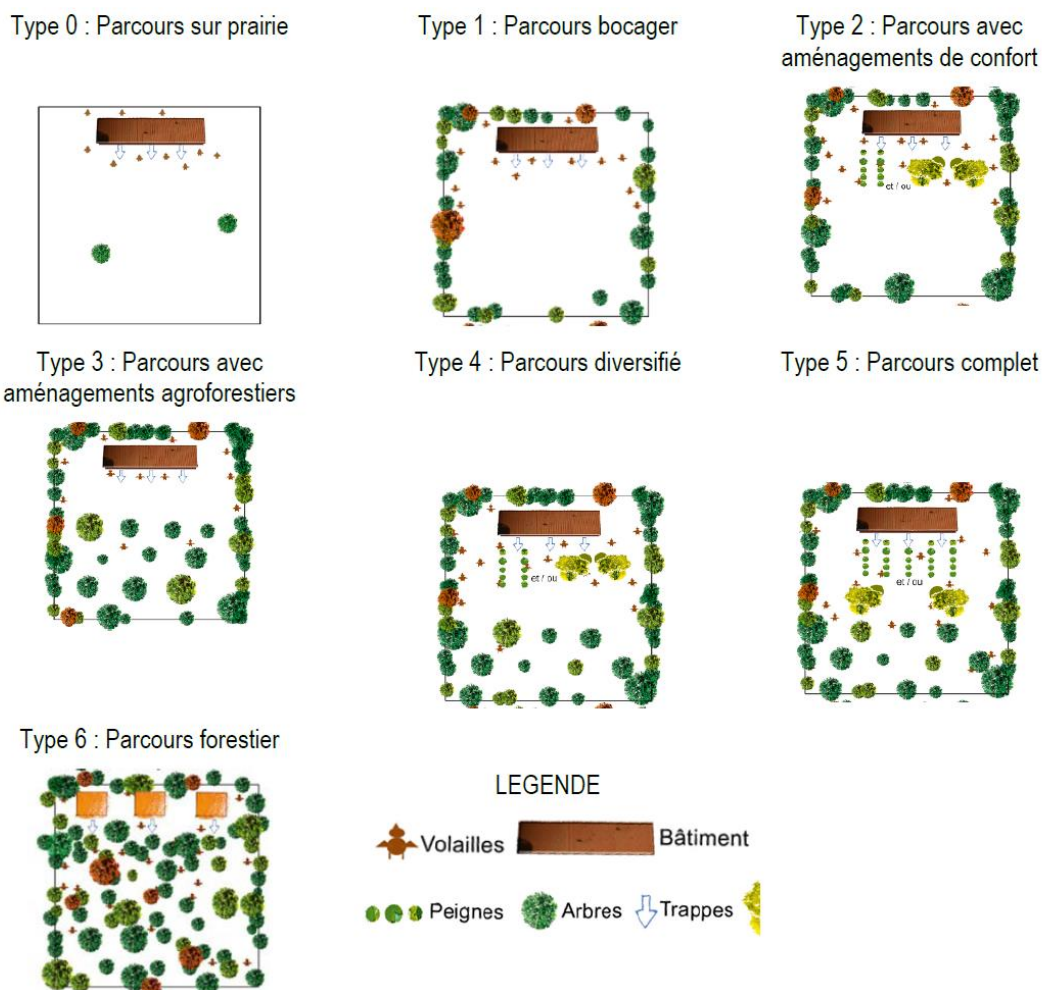 Type 0 : Parcours sur prairie
Type 1 : Parcours bocager
Type 2 : Parcours avec
aménagements de confort
et / ou
Type 3 : Parcours avec
aménagements agroforestiers
Type 4 : Parcours diversifié
et / ou
Type 5 : Parcours complet
et / ou
Type 6 : Parcours forestier
LEGENDE
Volailles
Bâtiment
Peignes
Arbres
Trappes